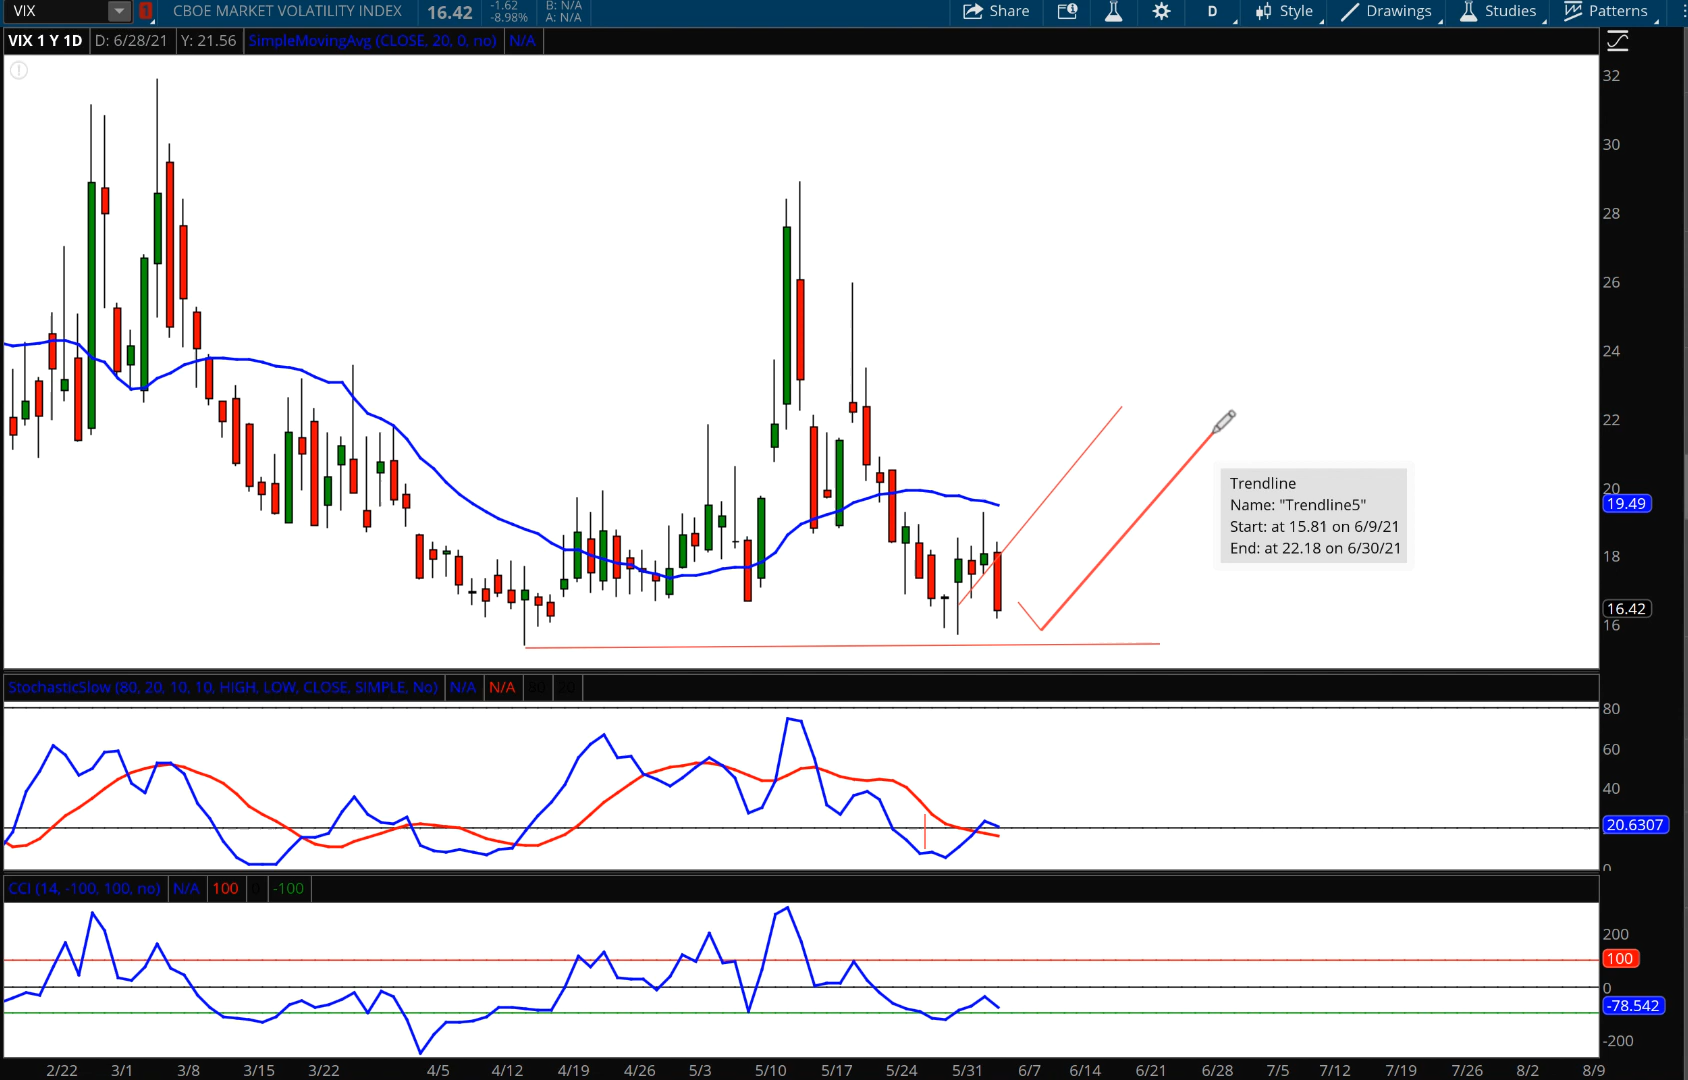 VIX 1 CBOE MARKET VOLATILITY INDEX 16.42 -1.62 -8.98% B: N/A A: N/A Share 1 D Style Drawings Studies Patterns
VIX 1 Y 1D D: 6/28/21 Y: 21.56 SimpleMovingAvg (CLOSE, 20, 0, no) N/A
32
30
28
26
24
22
20
19.49
18
16.42
16
Trendline
Name: "Trendline5"
Start: at 15.81 on 6/9/21
End: at 22.18 on 6/30/21
StochasticSlow (80, 20, 10, 10, HIGH, LOW, CLOSE, SIMPLE, No) N/A N/A 80 20
80
60
40
20.6307
0
CCI (14, -100, 100, no) N/A 100 0 -100
200
100
0
-78.542
-200
2/22 3/1 3/8 3/15 3/22 4/5 4/12 4/19 4/26 5/3 5/10 5/17 5/24 5/31 6/7 6/14 6/21 6/28 7/5 7/12 7/19 7/26 8/2 8/9